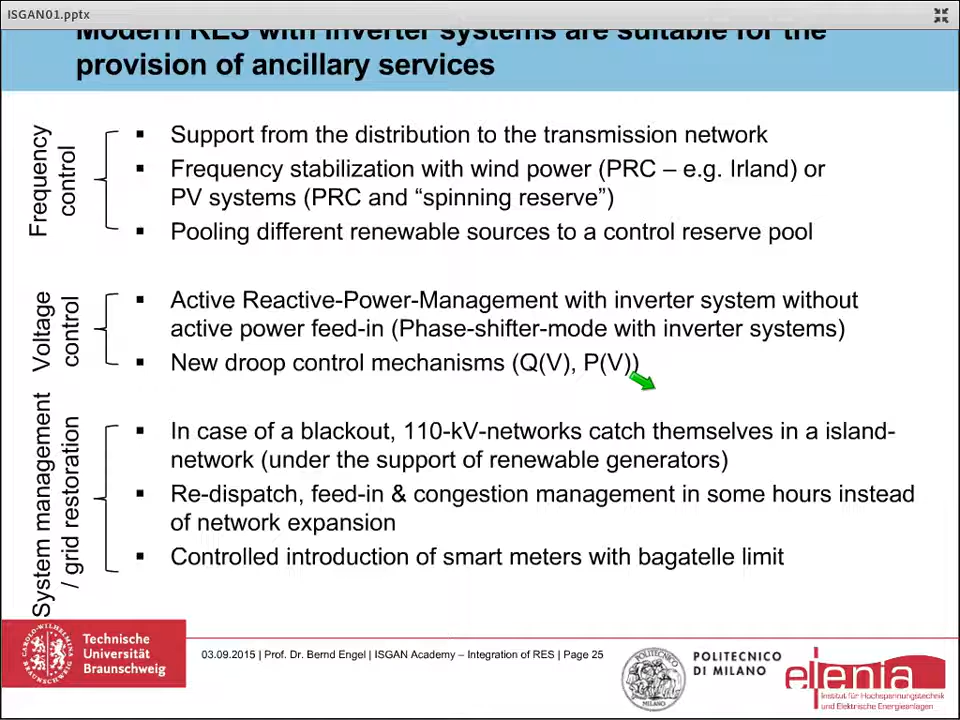 ISGAN01.pptx
Modern RES with inverter systems are suitable for the
provision of ancillary services
Frequency
control
▪ Support from the distribution to the transmission network
▪ Frequency stabilization with wind power (PRC – e.g. Irland) or
PV systems (PRC and “spinning reserve”)
▪ Pooling different renewable sources to a control reserve pool
Voltage
control
▪ Active Reactive-Power-Management with inverter system without
active power feed-in (Phase-shifter-mode with inverter systems)
▪ New droop control mechanisms (Q(V), P(V))
System management
/ grid restoration
▪ In case of a blackout, 110-kV-networks catch themselves in a island-
network (under the support of renewable generators)
▪ Re-dispatch, feed-in & congestion management in some hours instead
of network expansion
▪ Controlled introduction of smart meters with bagatelle limit
Technische
Universität
Braunschweig
03.09.2015 | Prof. Dr. Bernd Engel | ISGAN Academy – Integration of RES | Page 25
POLITECNICO
DI MILANO
elenia
Institut für Hochspannungstechnik
und Elektrische Energieanlagen